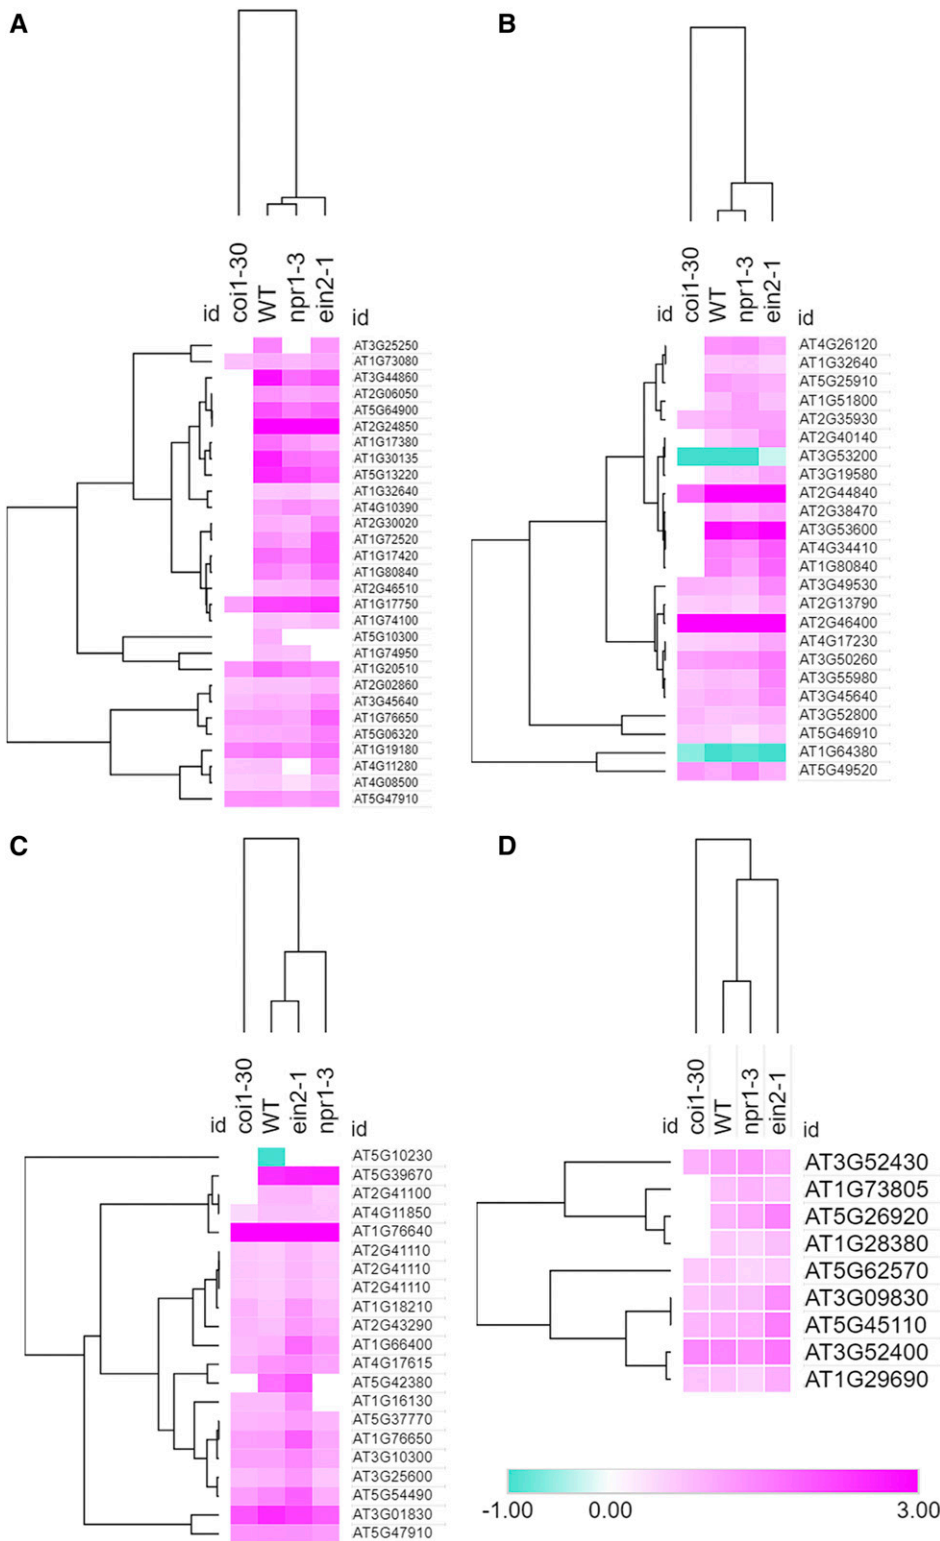 A
id
coi1-30
WT
npr1-3
ein2-1
id
AT3G25250
AT1G73080
AT3G44860
AT2G06050
AT5G64900
AT2G24850
AT1G17380
AT1G30135
AT5G13220
AT1G32640
AT4G10390
AT2G30020
AT1G72520
AT1G17420
AT1G80840
AT2G46510
AT1G17750
AT1G74100
AT5G10300
AT1G74950
AT1G20510
AT2G02860
AT3G45640
AT1G76650
AT5G06320
AT1G19180
AT4G11280
AT4G08500
AT5G47910
B
id
coi1-30
WT
npr1-3
ein2-1
id
AT4G26120
AT1G32640
AT5G25910
AT1G51800
AT2G35930
AT2G40140
AT3G53200
AT3G19580
AT2G44840
AT2G38470
AT3G53600
AT4G34410
AT1G80840
AT3G49530
AT2G13790
AT2G46400
AT4G17230
AT3G50260
AT3G55980
AT3G45640
AT3G52800
AT5G46910
AT1G64380
AT5G49520
C
id
coi1-30
WT
ein2-1
npr1-3
id
AT5G10230
AT5G39670
AT2G41100
AT4G11850
AT1G76640
AT2G41110
AT2G41110
AT2G41110
AT1G18210
AT2G43290
AT1G66400
AT4G17615
AT5G42380
AT1G16130
AT5G37770
AT1G76650
AT3G10300
AT3G25600
AT5G54490
AT3G01830
AT5G47910
D
id
coi1-30
WT
npr1-3
ein2-1
id
AT3G52430
AT1G73805
AT5G26920
AT1G28380
AT5G62570
AT3G09830
AT5G45110
AT3G52400
AT1G29690
-1.00 0.00 3.00